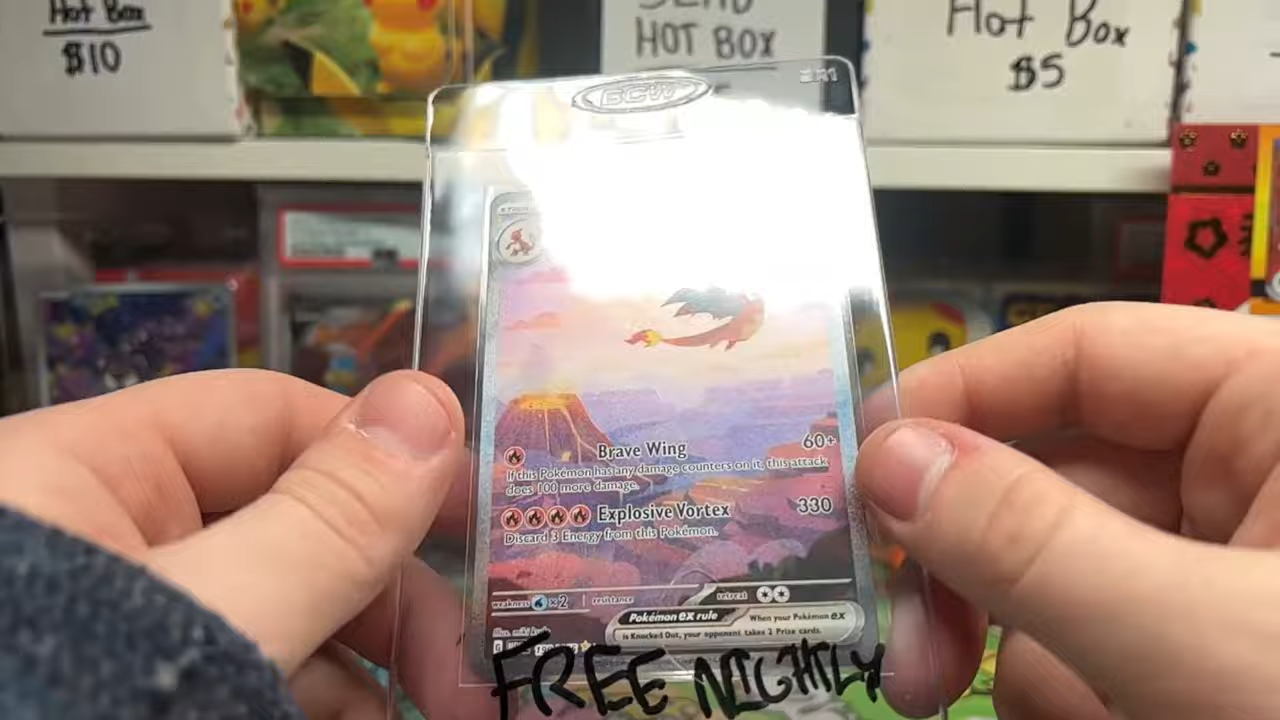 Hot Box
$10
HOT BOX
Hot Box
$5
BCW
Brave Wing
60+
If this Pokémon has any damage counters on it, this attack
does 100 more damage.
Explosive Vortex
330
Discard 3 Energy from this Pokémon.
weakness ×2
resistance
retreat
Pokémon ex rule
When your Pokémon ex
is Knocked Out, your opponent takes 2 Prize cards.
FREE NIGHTLY